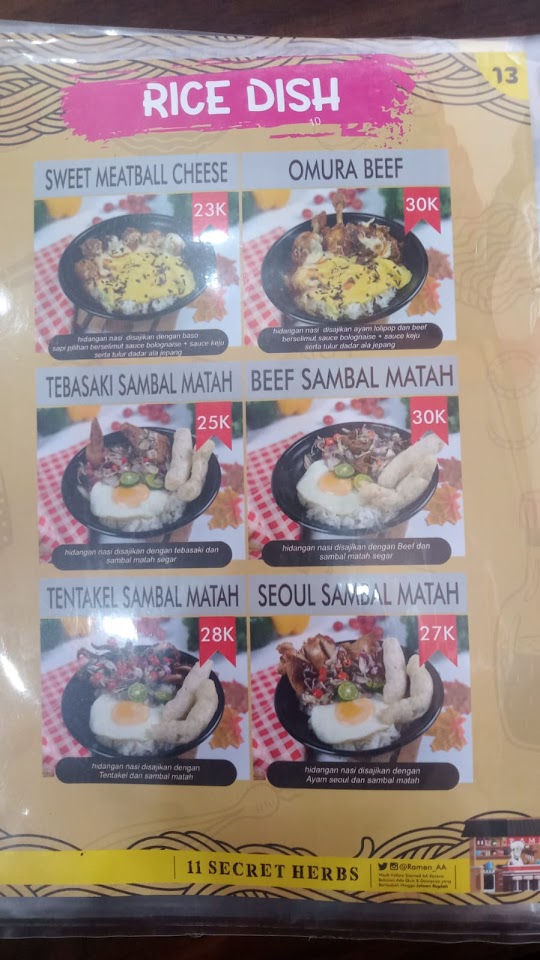 13
RICE DISH
10
SWEET MEATBALL CHEESE
23K
hidangan nasi disajikan dengan baso
sapi pilihan berselimut sauce bolognaise + sauce keju
serta tulur dadar ala jepang
OMURA BEEF
30K
hidangan nasi disajikan ayam lolipop dan beef
berselimut sauce bolognaise + sauce keju
serta telur dadar ala jepang
TEBASAKI SAMBAL MATAH
25K
hidangan nasi disajikan dengan tebasaki dan
sambal matah segar
BEEF SAMBAL MATAH
30K
hidangan nasi disajikan dengan Beef dan
sambal matah segar
TENTAKEL SAMBAL MATAH
28K
hidangan nasi disajikan dengan
Tentakel dan sambal matah
SEOUL SAMBAL MATAH
27K
hidangan nasi disajikan dengan
Ayam seoul dan sambal matah
11 SECRET HERBS
@Ramen_AA